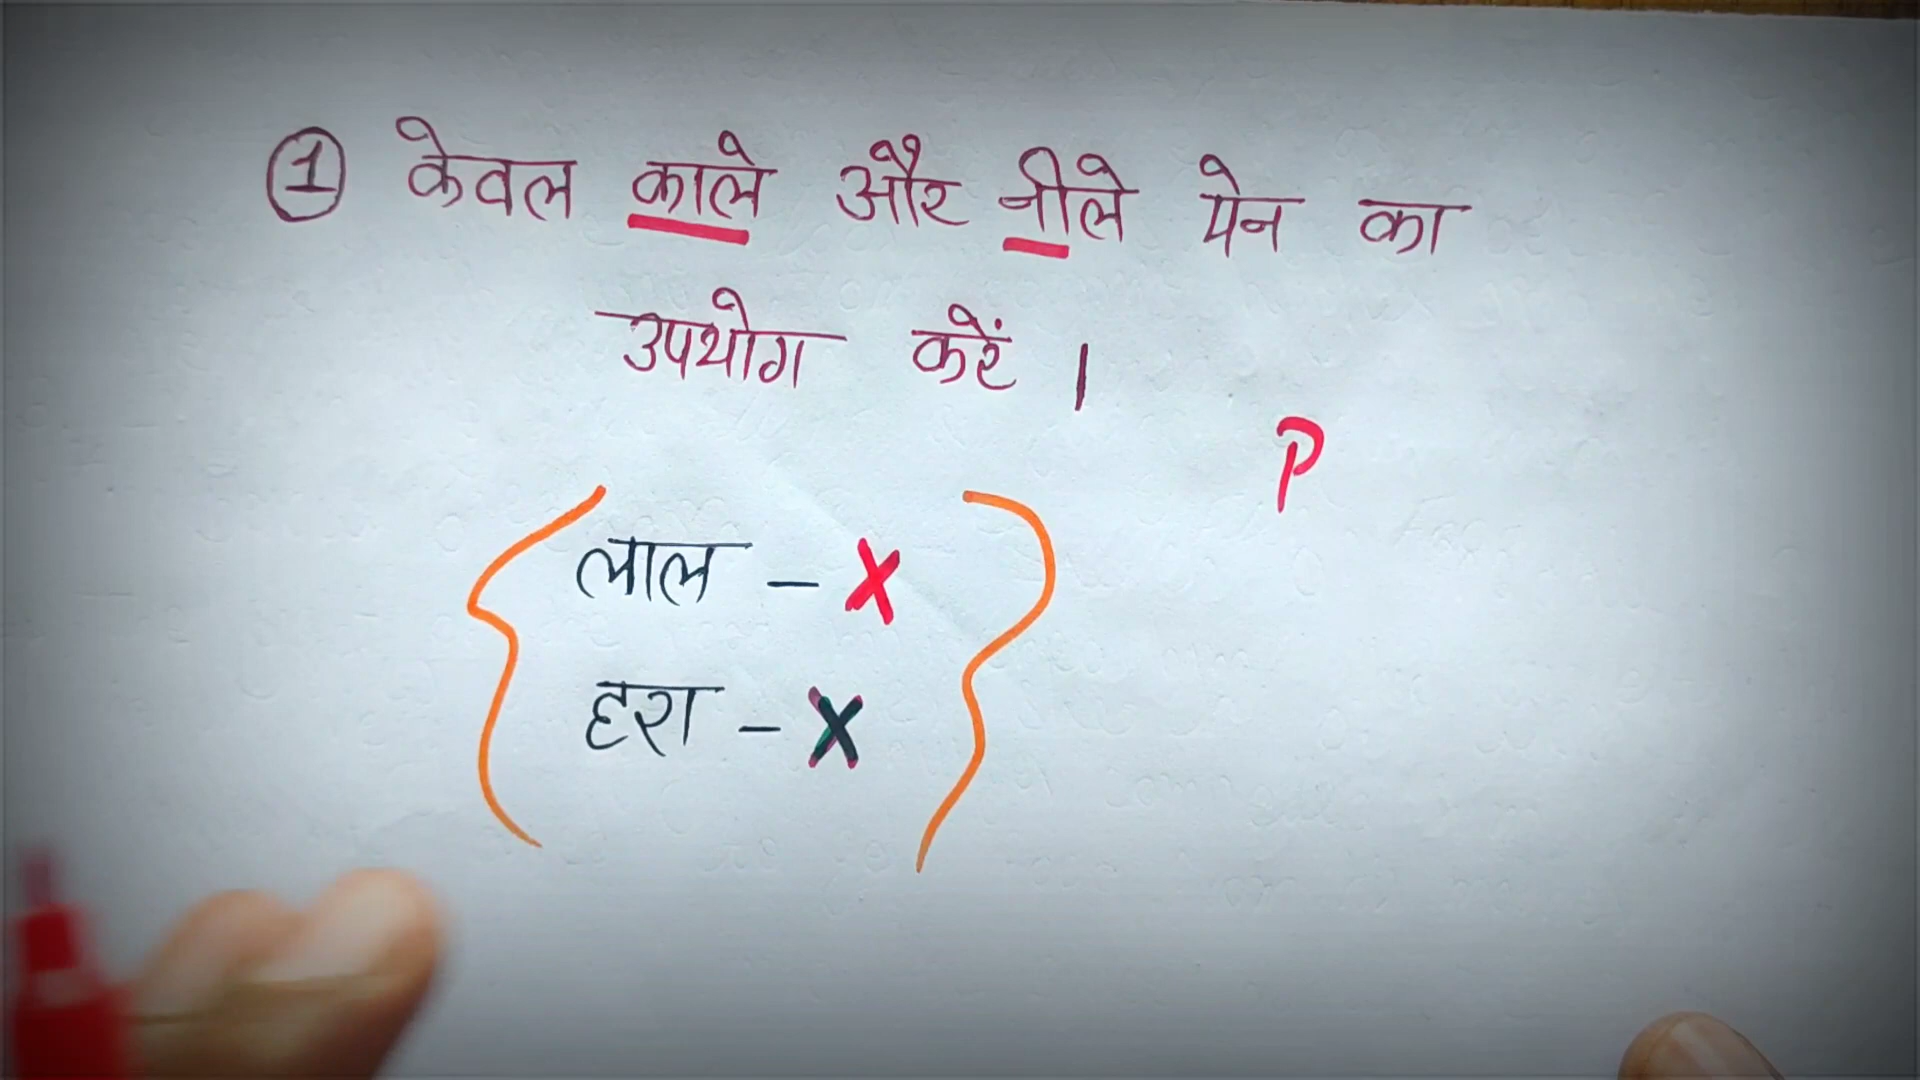 ① केवल काले और नीले पेन का
उपयोग करें ।
P
लाल - X
हरा - X